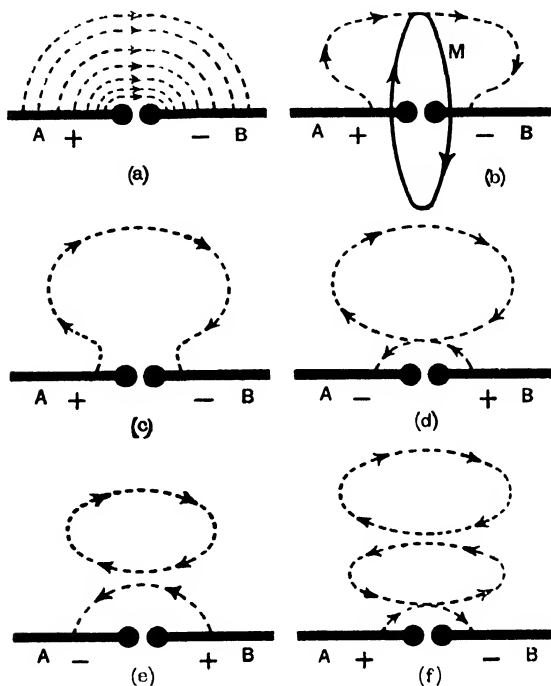 A + − B
(a)
M
A + − B
(b)
A + − B
(c)
A − + B
(d)
A − + B
(e)
A + − B
(f)